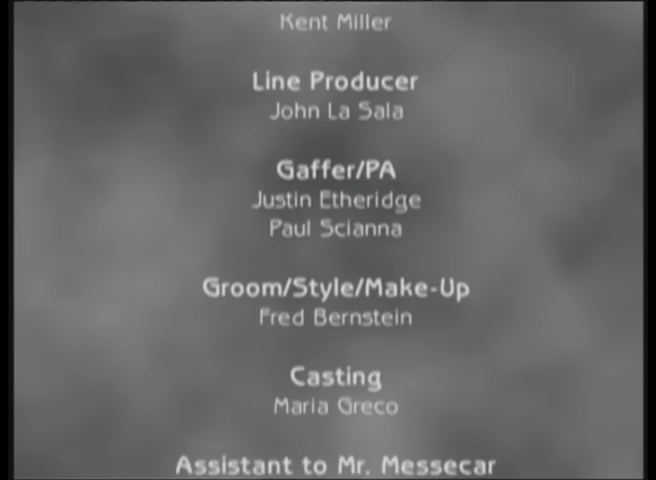 Kent Miller
Line Producer
John La Sala
Gaffer/PA
Justin Etheridge
Paul Scianna
Groom/Style/Make-Up
Fred Bernstein
Casting
Maria Greco
Assistant to Mr. Messecar